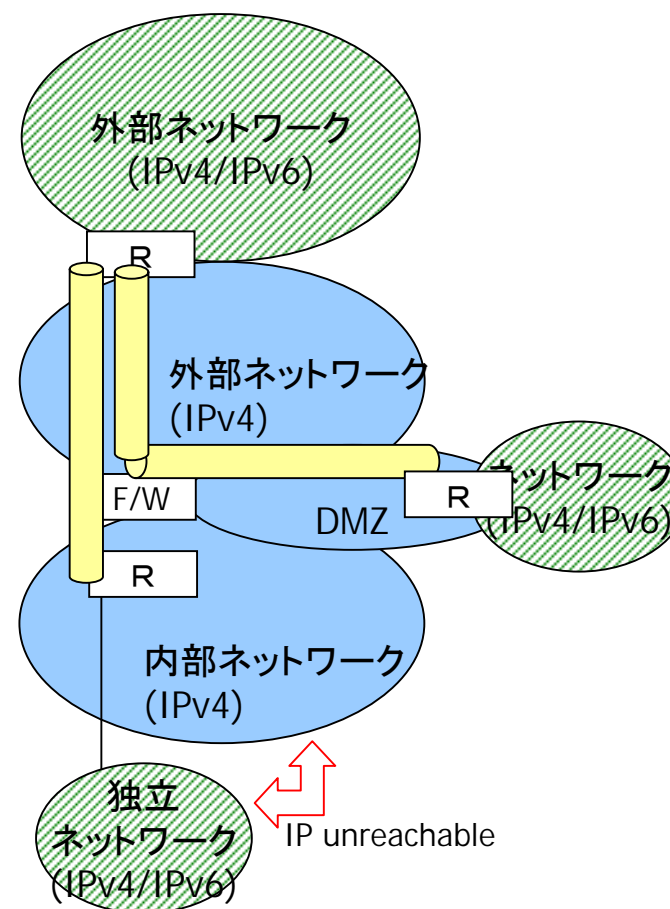 外部ネットワーク
(IPv4/IPv6)
R
外部ネットワーク
(IPv4)
F/W
DMZ
R
ネットワーク
(IPv4/IPv6)
R
内部ネットワーク
(IPv4)
独立
ネットワーク
(IPv4/IPv6)
IP unreachable